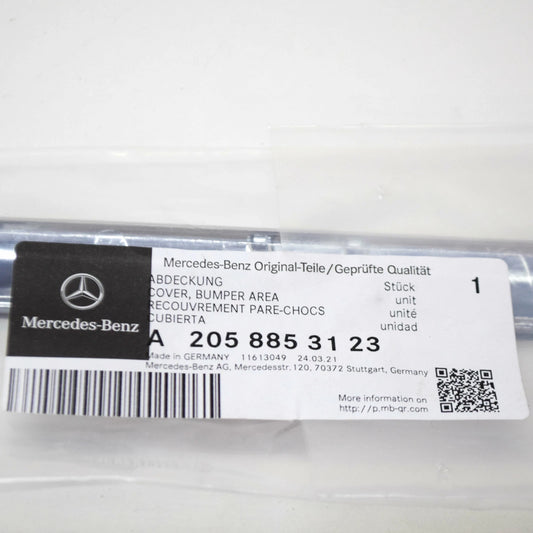 Mercedes-Benz Original-Teile/Geprüfte Qualität
ABDECKUNG
COVER, BUMPER AREA
RECOUVREMENT PARE-CHOCS
CUBIERTA
Stück
unit
unité
unidad
1
Mercedes-Benz
A 205 885 31 23
Made in GERMANY 11613049 24.03.21
Mercedes-Benz AG, Mercedesstr.120, 70372 Stuttgart, Germany
More information on
http://p.mb-qr.com/